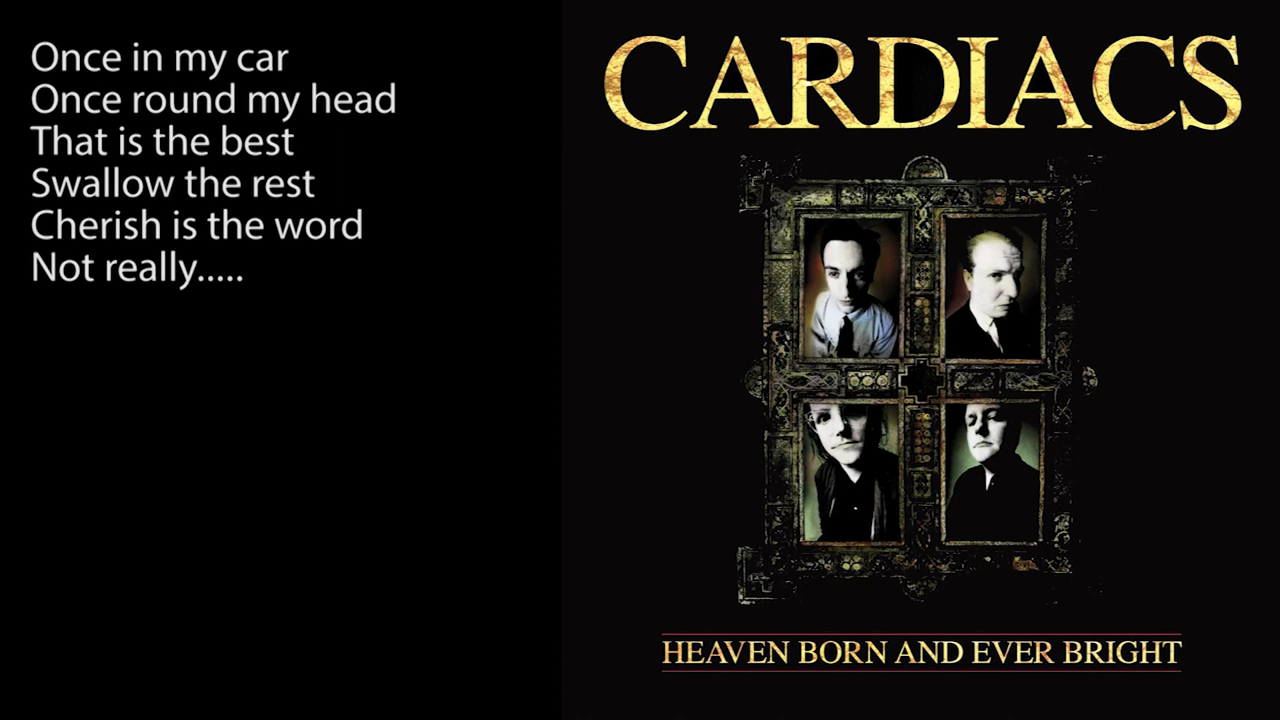 Once in my car
Once round my head
That is the best
Swallow the rest
Cherish is the word
Not really.....
CARDIACS
HEAVEN BORN AND EVER BRIGHT